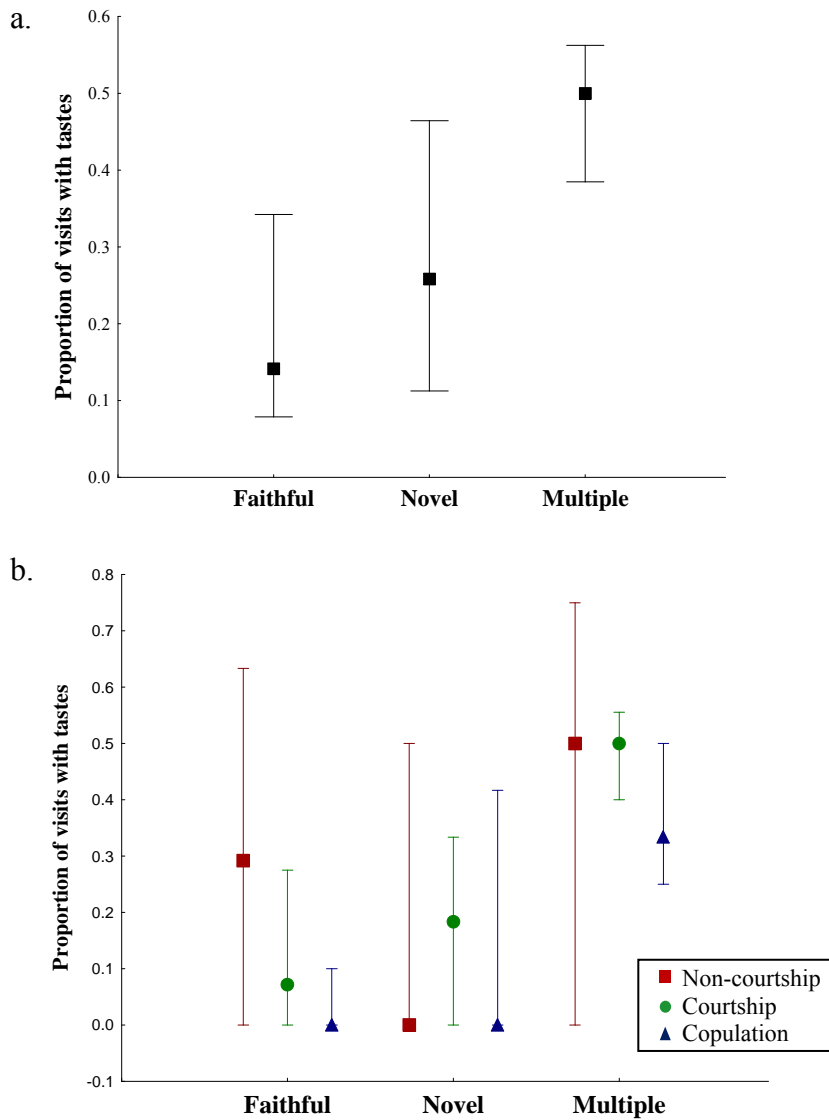 a.
Proportion of visits with tastes
0.6
0.5
0.4
0.3
0.2
0.1
0.0
Faithful Novel Multiple
b.
Proportion of visits with tastes
0.8
0.7
0.6
0.5
0.4
0.3
0.2
0.1
0.0
-0.1
Non-courtship
Courtship
Copulation
Faithful Novel Multiple